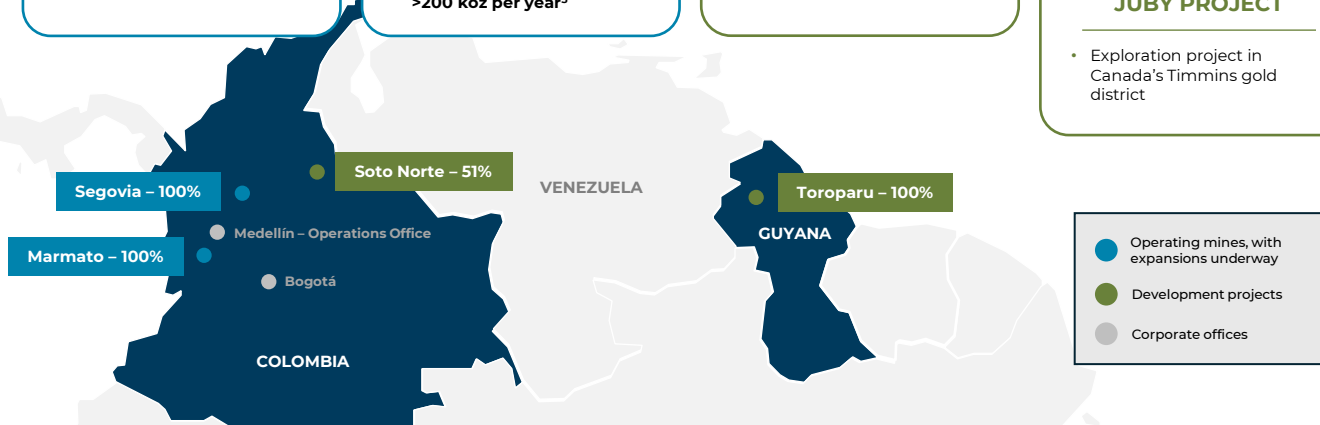 >200 koz per year⁵
JUBY PROJECT
• Exploration project in
Canada's Timmins gold
district
Soto Norte – 51%
Segovia – 100%
VENEZUELA
Toroparu – 100%
Medellín – Operations Office
GUYANA
Marmato – 100%
Bogotá
COLOMBIA
Operating mines, with
expansions underway
Development projects
Corporate offices